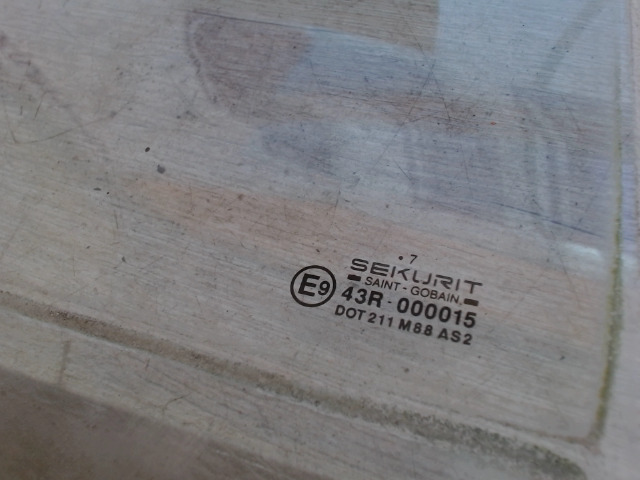 . 7
SEKURIT
SAINT-GOBAIN
E9
43R-000015
DOT 211 M88 AS2